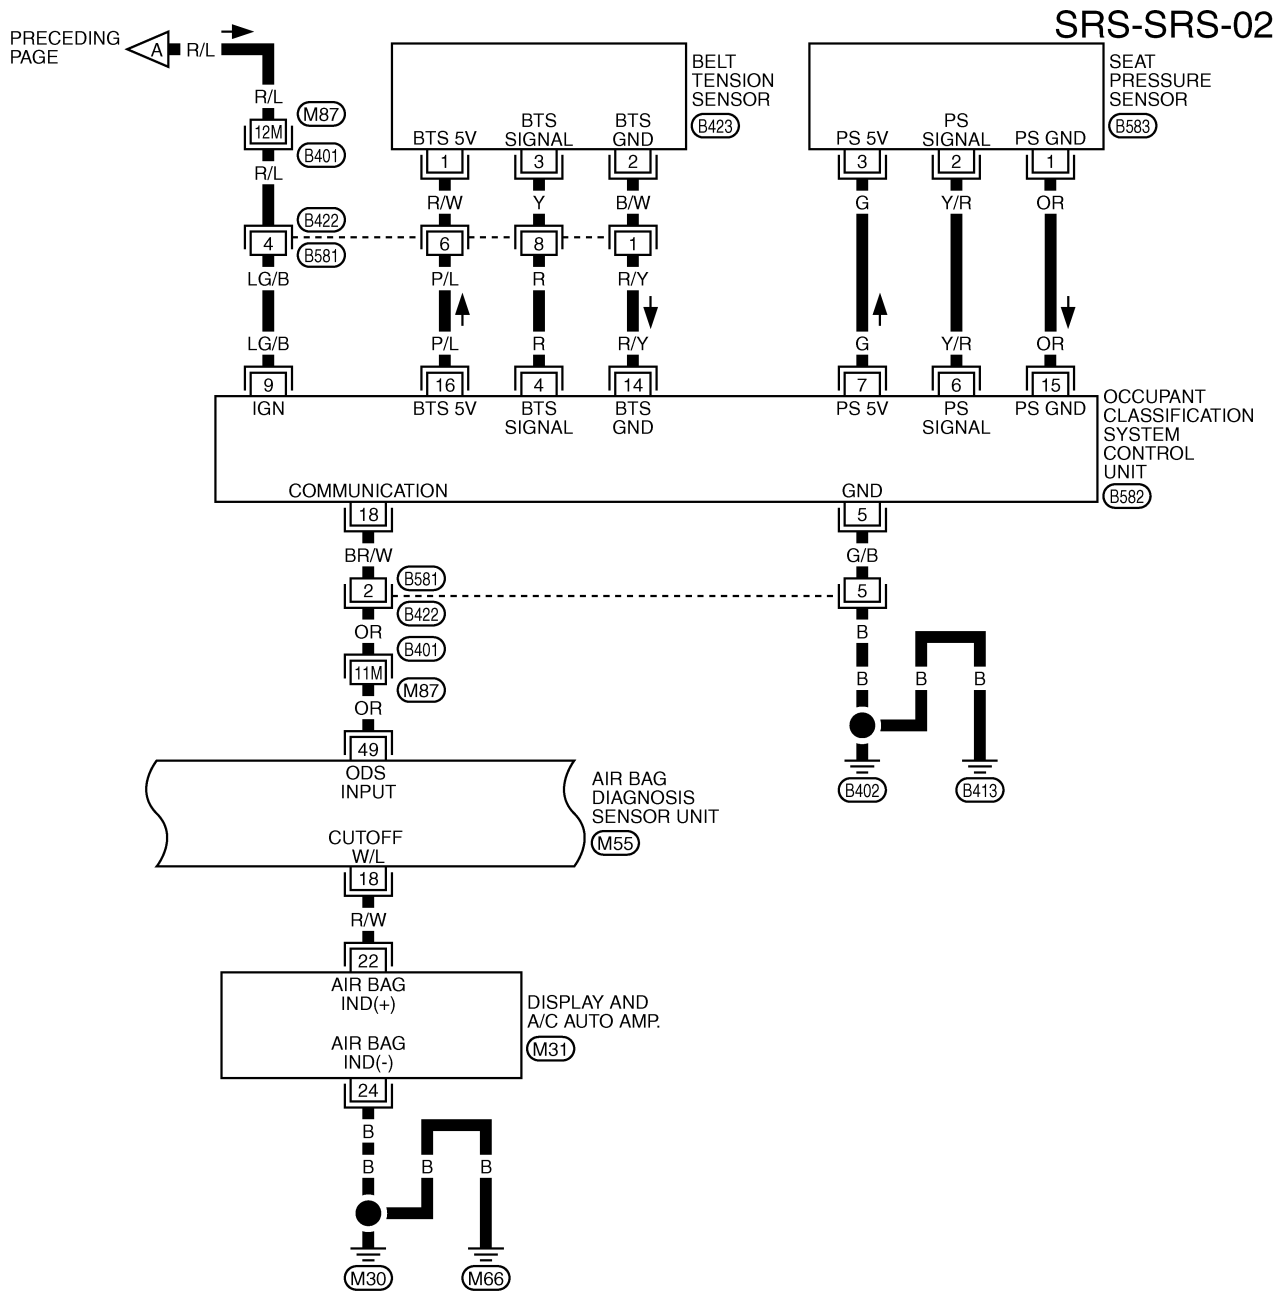 SRS-SRS-02
PRECEDING
PAGE
A
R/L
R/L
12M
M87
B401
R/L
BELT
TENSION
SENSOR
B423
BTS 5V
BTS
SIGNAL
BTS
GND
1
3
2
R/W
Y
B/W
SEAT
PRESSURE
SENSOR
B583
PS 5V
PS
SIGNAL
PS GND
3
2
1
G
Y/R
OR
B422
B581
4
6
8
1
LG/B
P/L
R
R/Y
LG/B
P/L
R
R/Y
G
Y/R
OR
9
16
4
14
7
6
15
IGN
BTS 5V
BTS
SIGNAL
BTS
GND
PS 5V
PS
SIGNAL
PS GND
OCCUPANT
CLASSIFICATION
SYSTEM
CONTROL
UNIT
B582
COMMUNICATION
GND
18
5
BR/W
G/B
2
B581
B422
5
OR
B
B401
11M
M87
B
B
B
OR
49
ODS
INPUT
AIR BAG
DIAGNOSIS
SENSOR UNIT
M55
B402
B413
CUTOFF
W/L
18
R/W
22
AIR BAG
IND(+)
DISPLAY AND
A/C AUTO AMP.
M31
AIR BAG
IND(-)
24
B
B
B
B
M30
M66